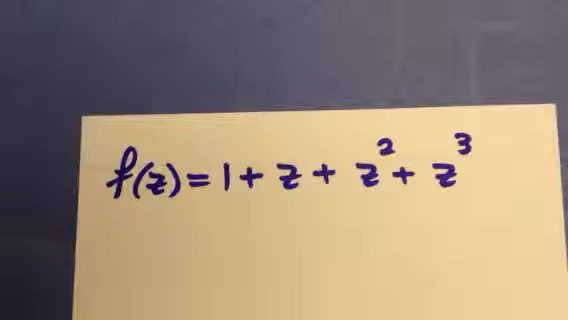 f(z) = 1 + z + z² + z³